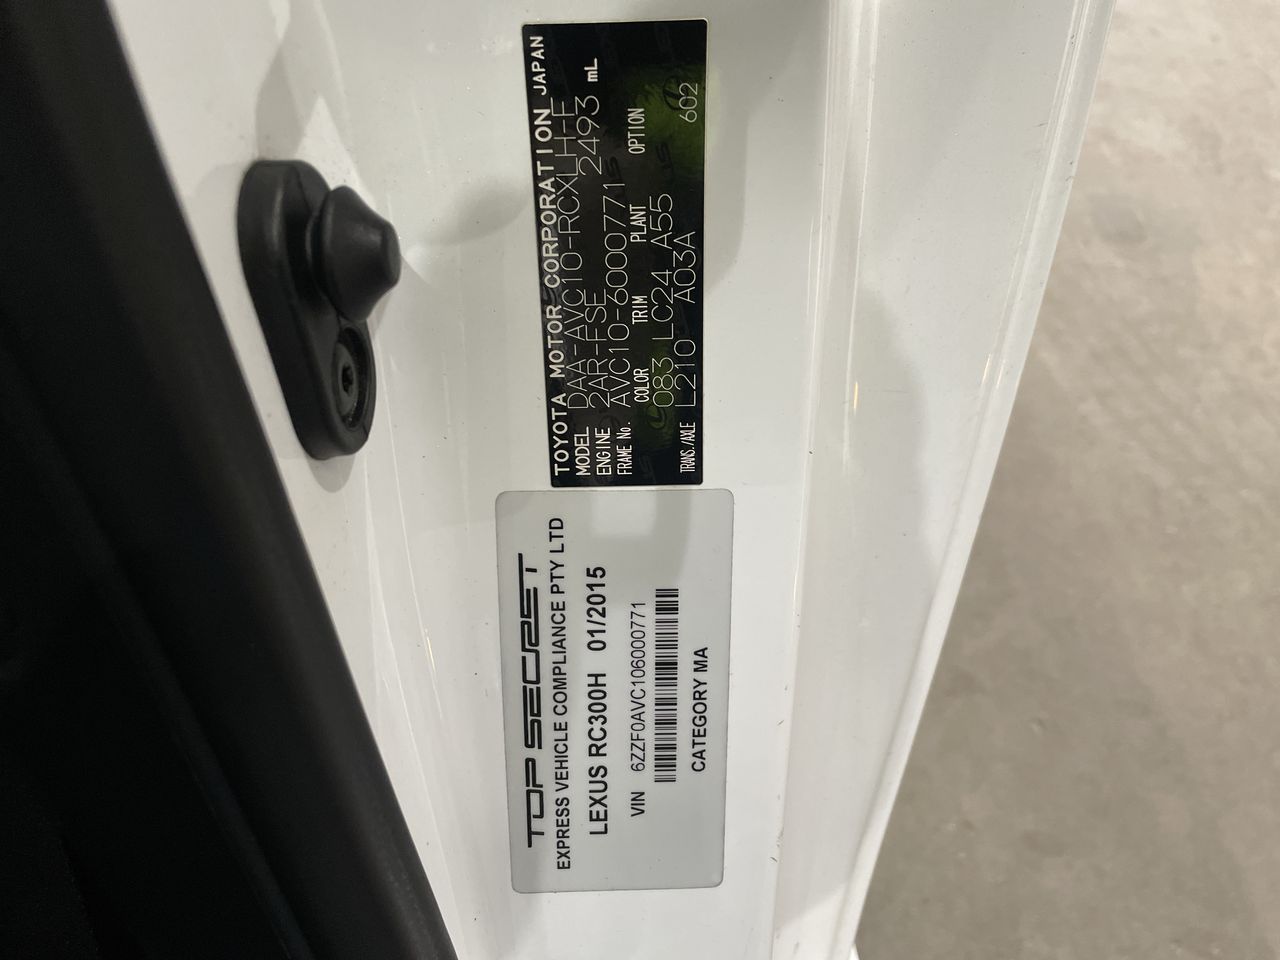 TOYOTA MOTOR CORPORATION JAPAN
MODEL DAA-AVC10-RCXLH-F
ENGINE 2AR-FSE 2493 mL
FRAME No. AVC10-6000771
COLOR TRIM PLANT OPTION
083 LC24 A55
TRANS./AXLE L210 A03A 602
TOP SECRET
EXPRESS VEHICLE COMPLIANCE PTY LTD
LEXUS RC300H 01/2015
VIN 6ZZF0AVC106000771
CATEGORY MA